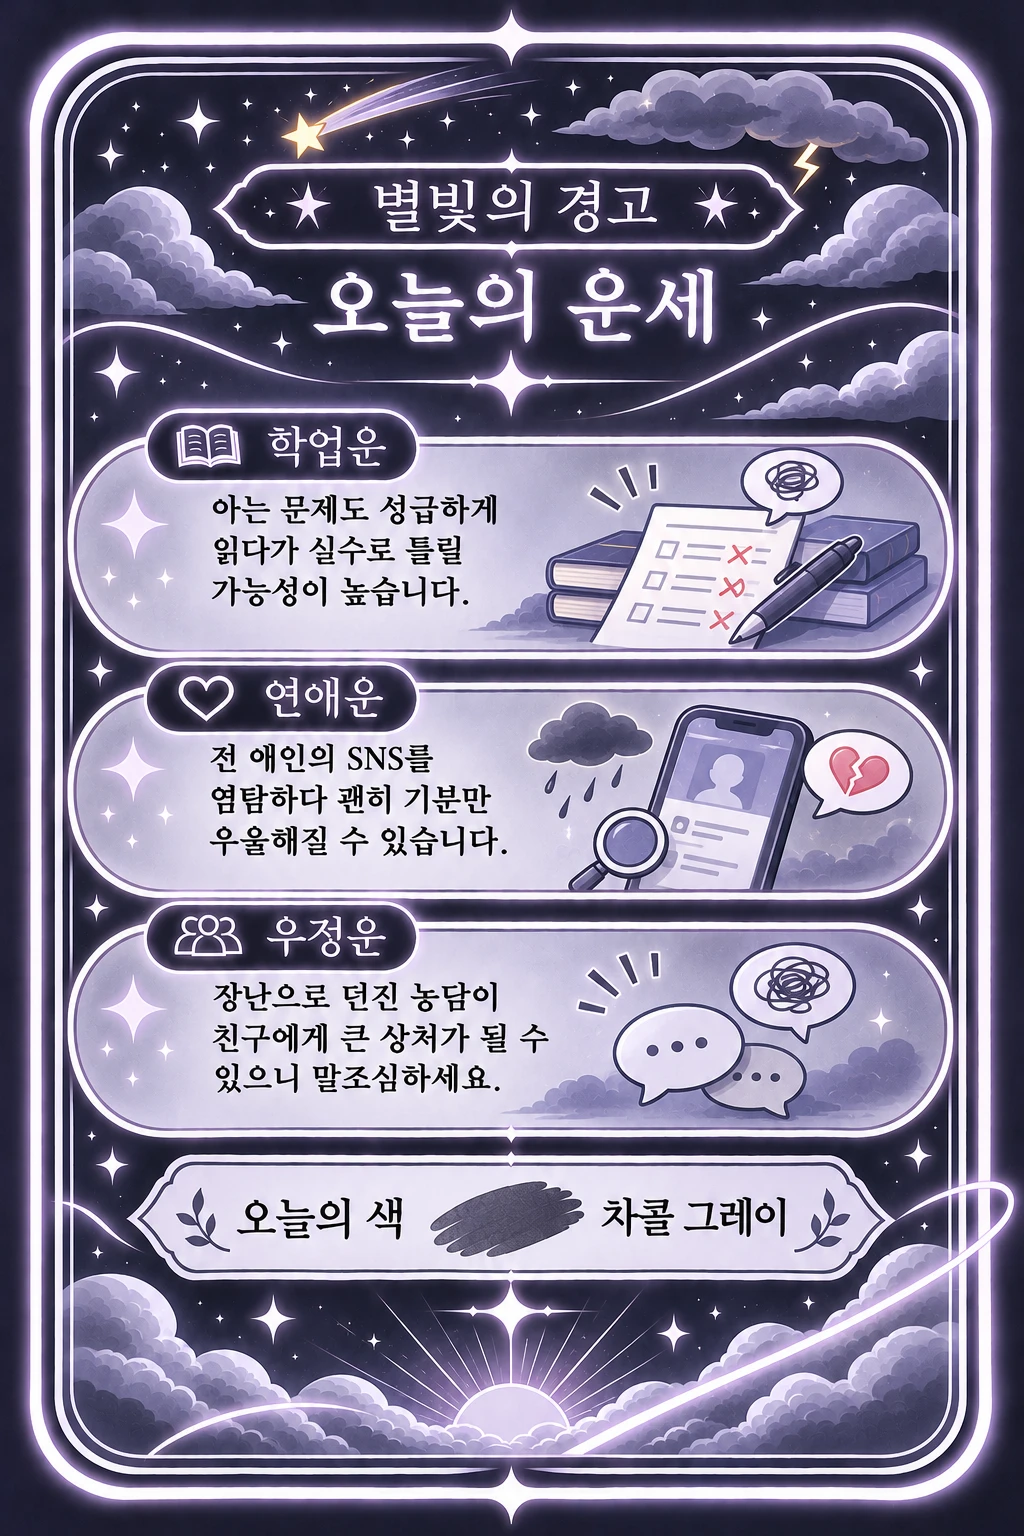 별빛의 경고
오늘의 운세
학업운
아는 문제도 성급하게
읽다가 실수로 틀릴
가능성이 높습니다.
연애운
전 애인의 SNS를
염탐하다 괜히 기분만
우울해질 수 있습니다.
우정운
장난으로 던진 농담이
친구에게 큰 상처가 될 수
있으니 말조심하세요.
오늘의 색 차콜 그레이